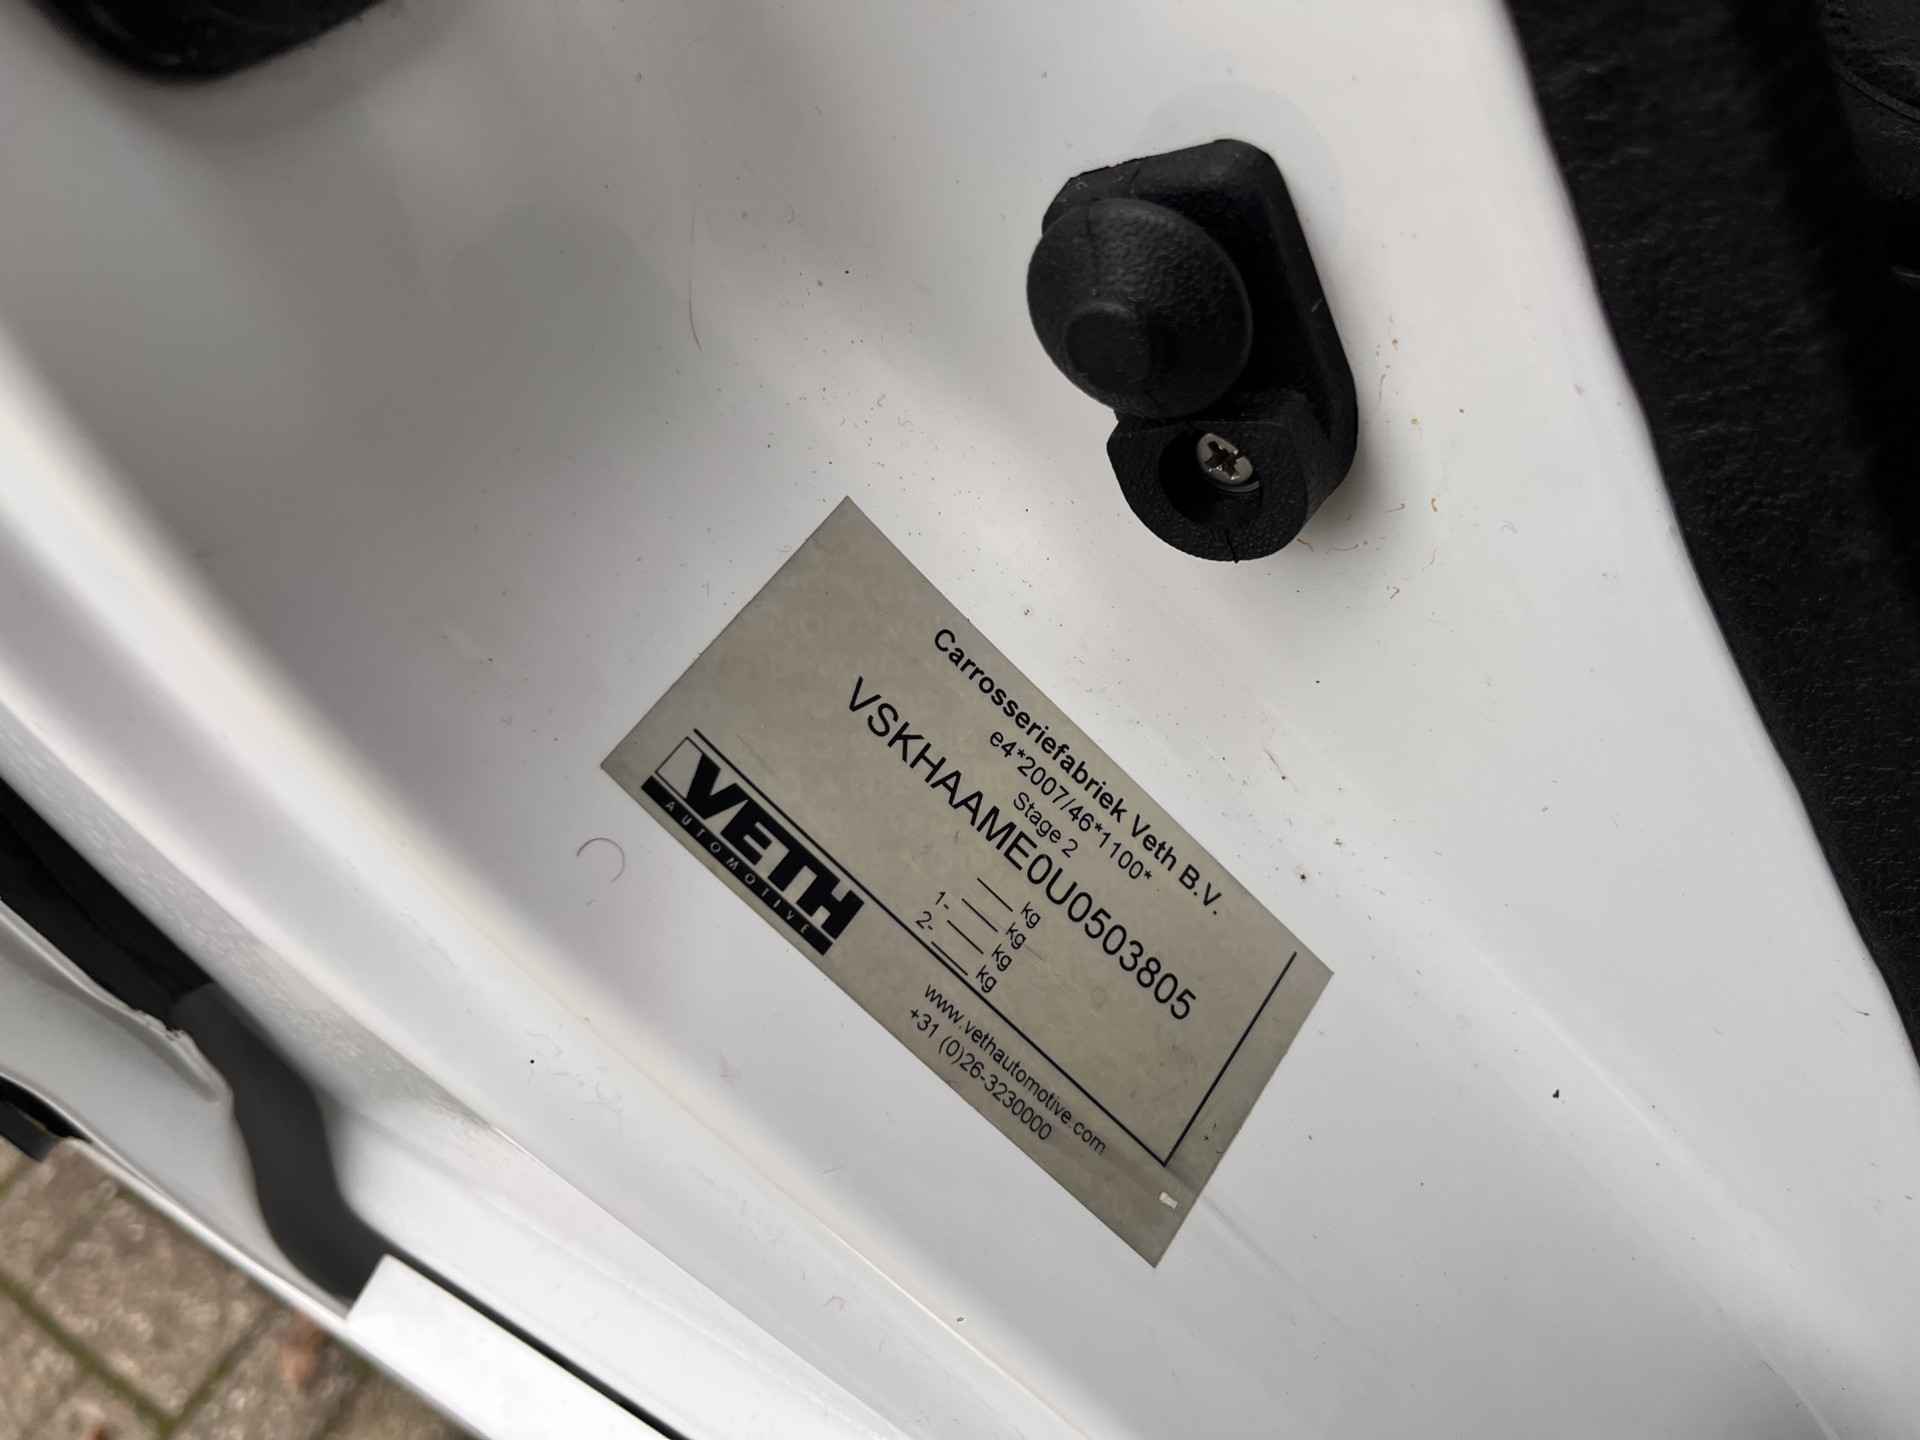 Carrosseriefabriek Veth B.V.
e4*2007/46*1100*
Stage 2
VSKHAAME0U0503805
kg
kg
1- kg
2- kg
VETH
AUTOMOTIVE
www.vethautomotive.com
+31 (0)26-3230000